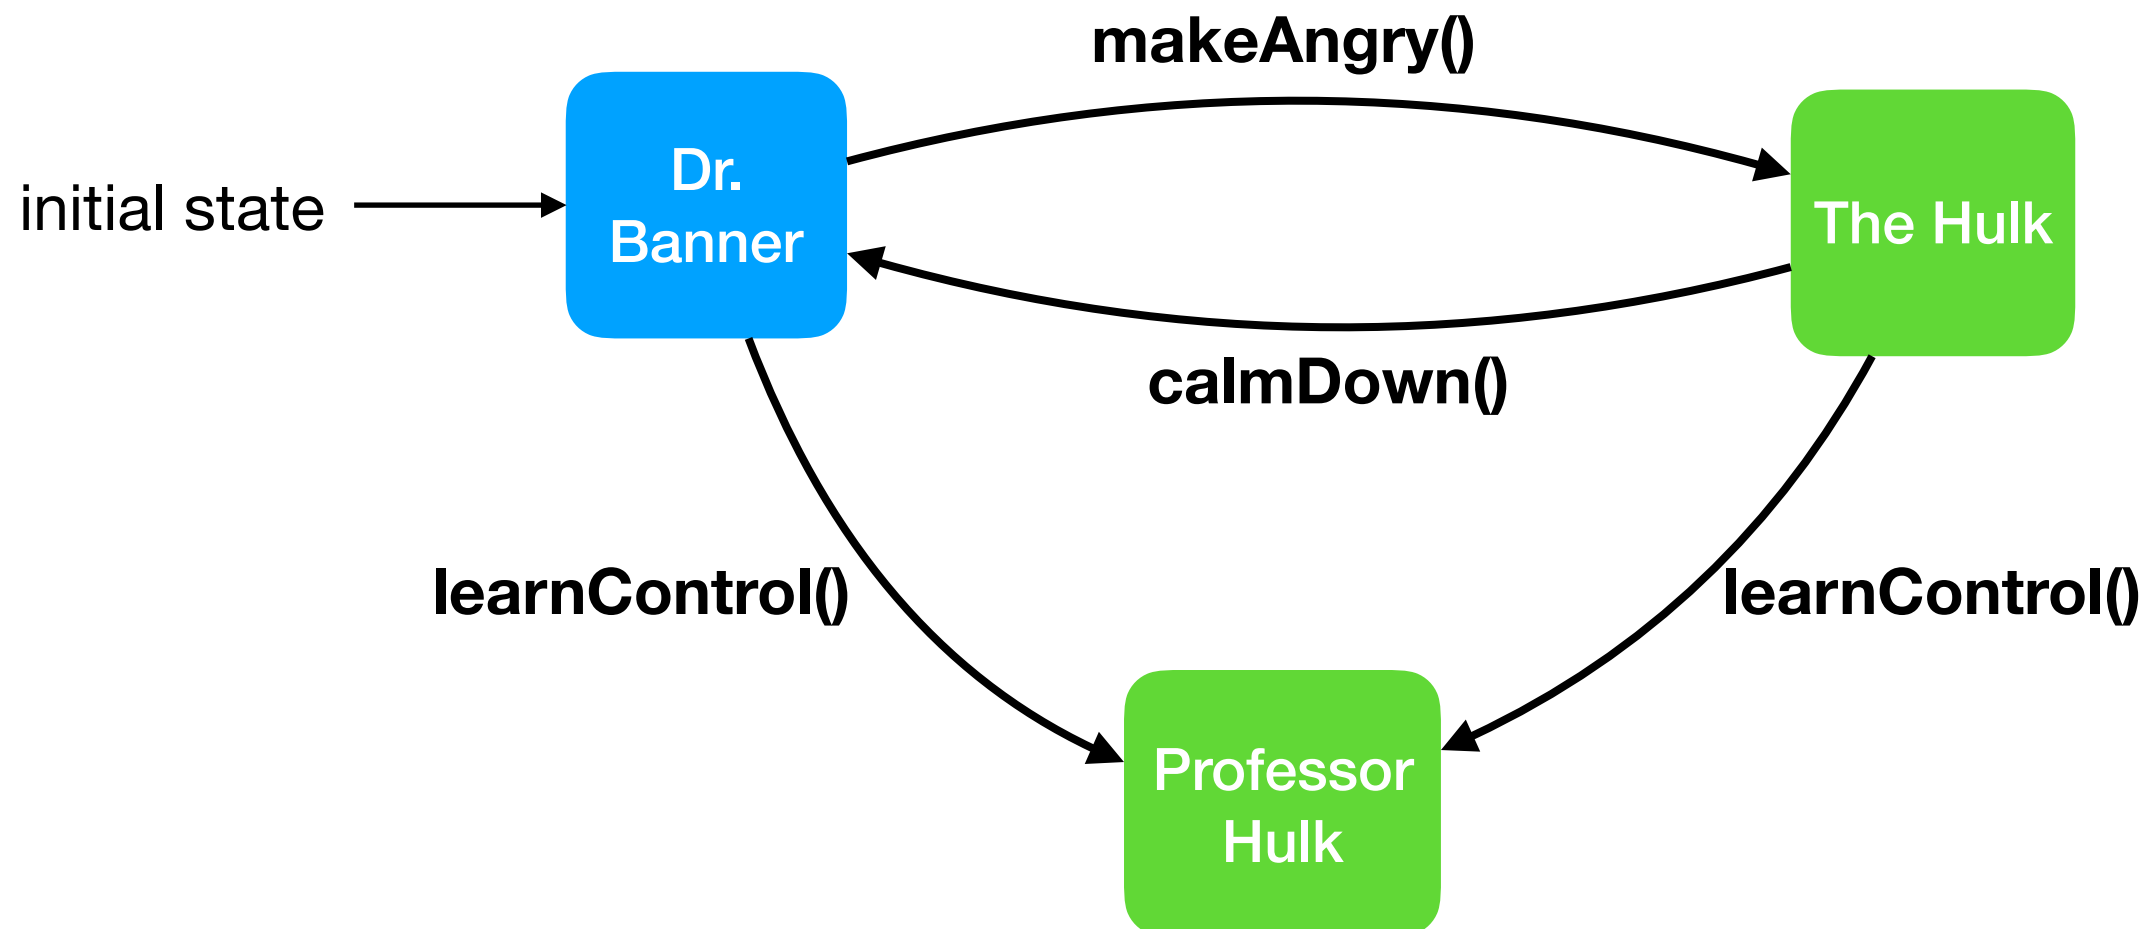 makeAngry()
initial state
Dr.
Banner
The Hulk
calmDown()
learnControl()
learnControl()
Professor
Hulk